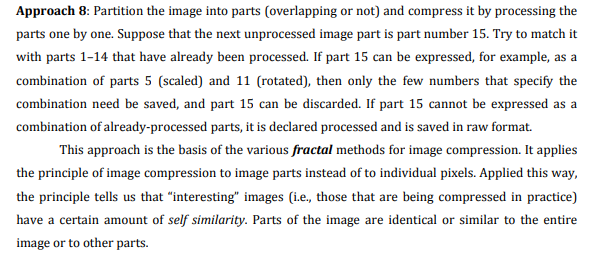 Approach 8: Partition the image into parts (overlapping or not) and compress it by processing the
parts one by one. Suppose that the next unprocessed image part is part number 15. Try to match it
with parts 1–14 that have already been processed. If part 15 can be expressed, for example, as a
combination of parts 5 (scaled) and 11 (rotated), then only the few numbers that specify the
combination need be saved, and part 15 can be discarded. If part 15 cannot be expressed as a
combination of already-processed parts, it is declared processed and is saved in raw format.
This approach is the basis of the various fractal methods for image compression. It applies
the principle of image compression to image parts instead of to individual pixels. Applied this way,
the principle tells us that “interesting” images (i.e., those that are being compressed in practice)
have a certain amount of self similarity. Parts of the image are identical or similar to the entire
image or to other parts.